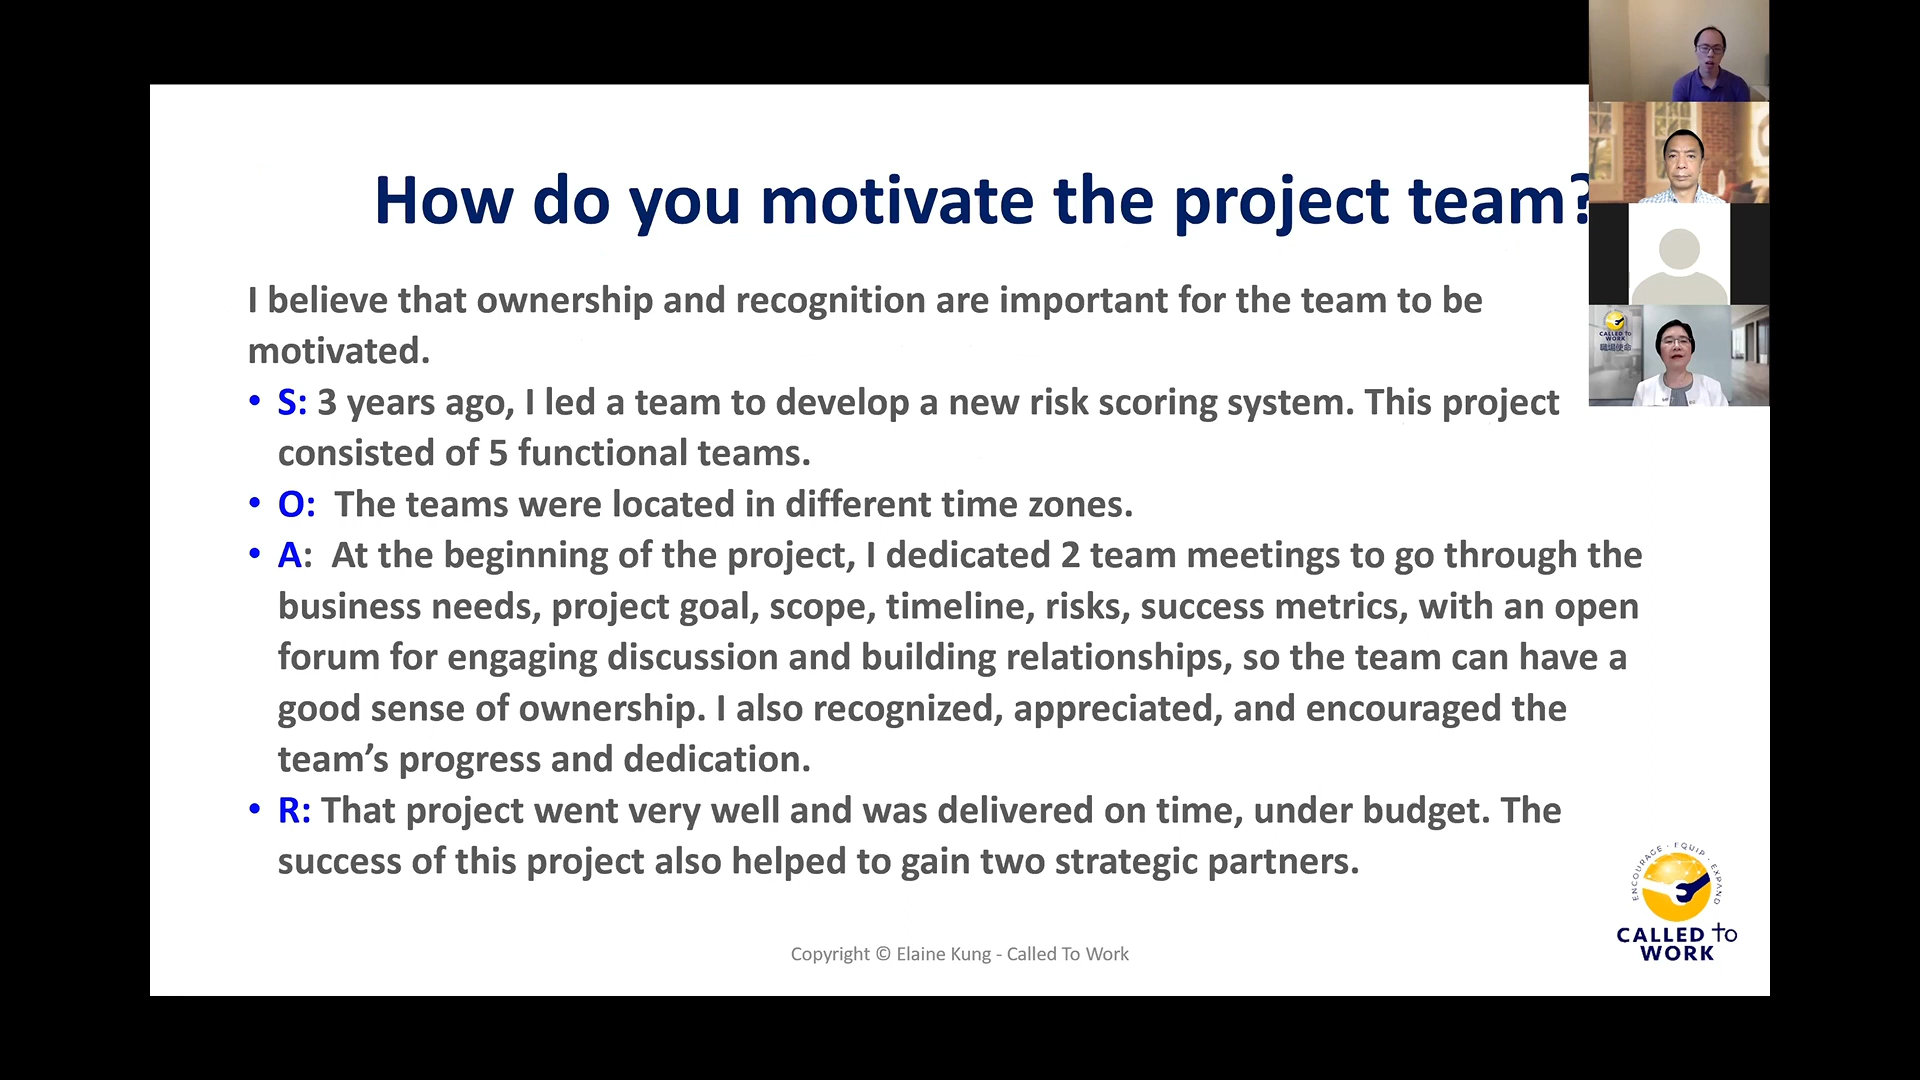 How do you motivate the project team?
I believe that ownership and recognition are important for the team to be
motivated.
• S: 3 years ago, I led a team to develop a new risk scoring system. This project
consisted of 5 functional teams.
• O: The teams were located in different time zones.
• A: At the beginning of the project, I dedicated 2 team meetings to go through the
business needs, project goal, scope, timeline, risks, success metrics, with an open
forum for engaging discussion and building relationships, so the team can have a
good sense of ownership. I also recognized, appreciated, and encouraged the
team’s progress and dedication.
• R: That project went very well and was delivered on time, under budget. The
success of this project also helped to gain two strategic partners.
Copyright © Elaine Kung - Called To Work
ENCOURAGE · EQUIP · EXPAND
CALLED to
WORK
CALLED to
WORK
職場使命